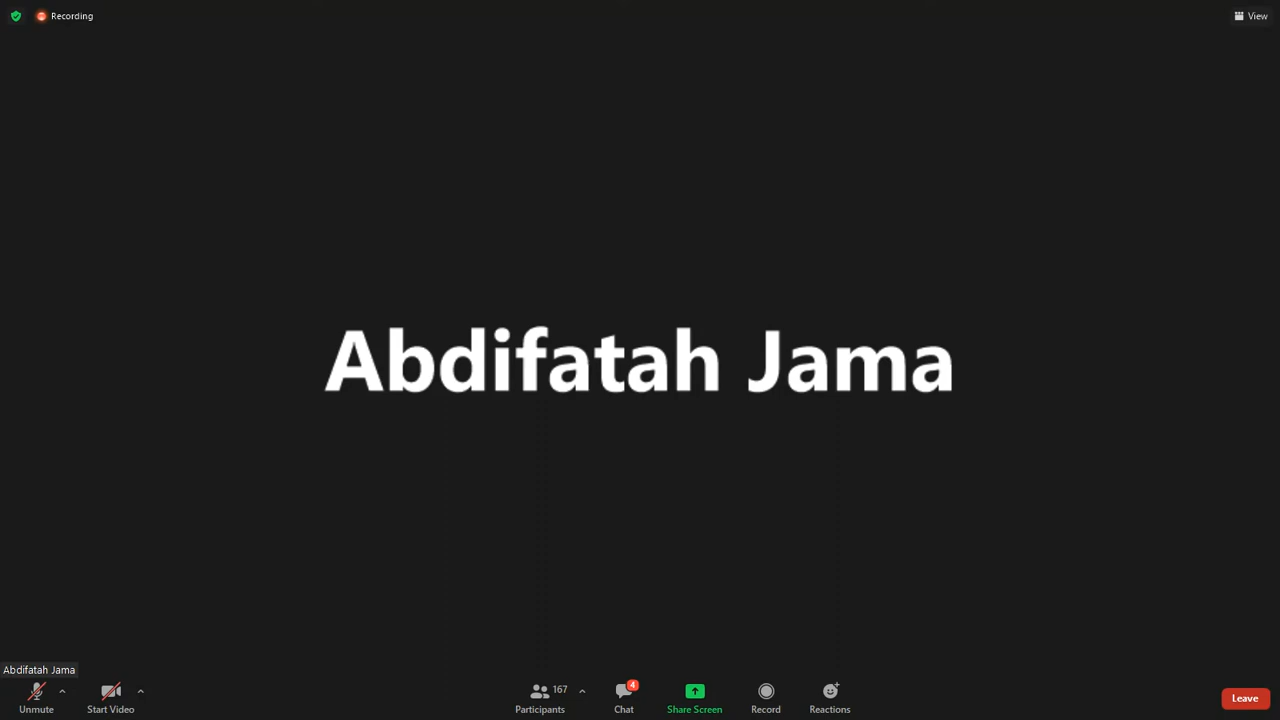 Recording
View
Abdifatah Jama
Abdifatah Jama
167
4
Unmute
Start Video
Participants
Chat
Share Screen
Record
Reactions
Leave